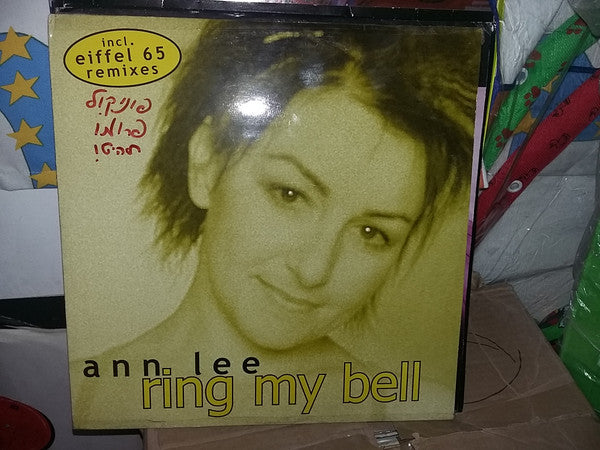 incl.
eiffel 65
remixes
פרומו
ann lee
ring my bell